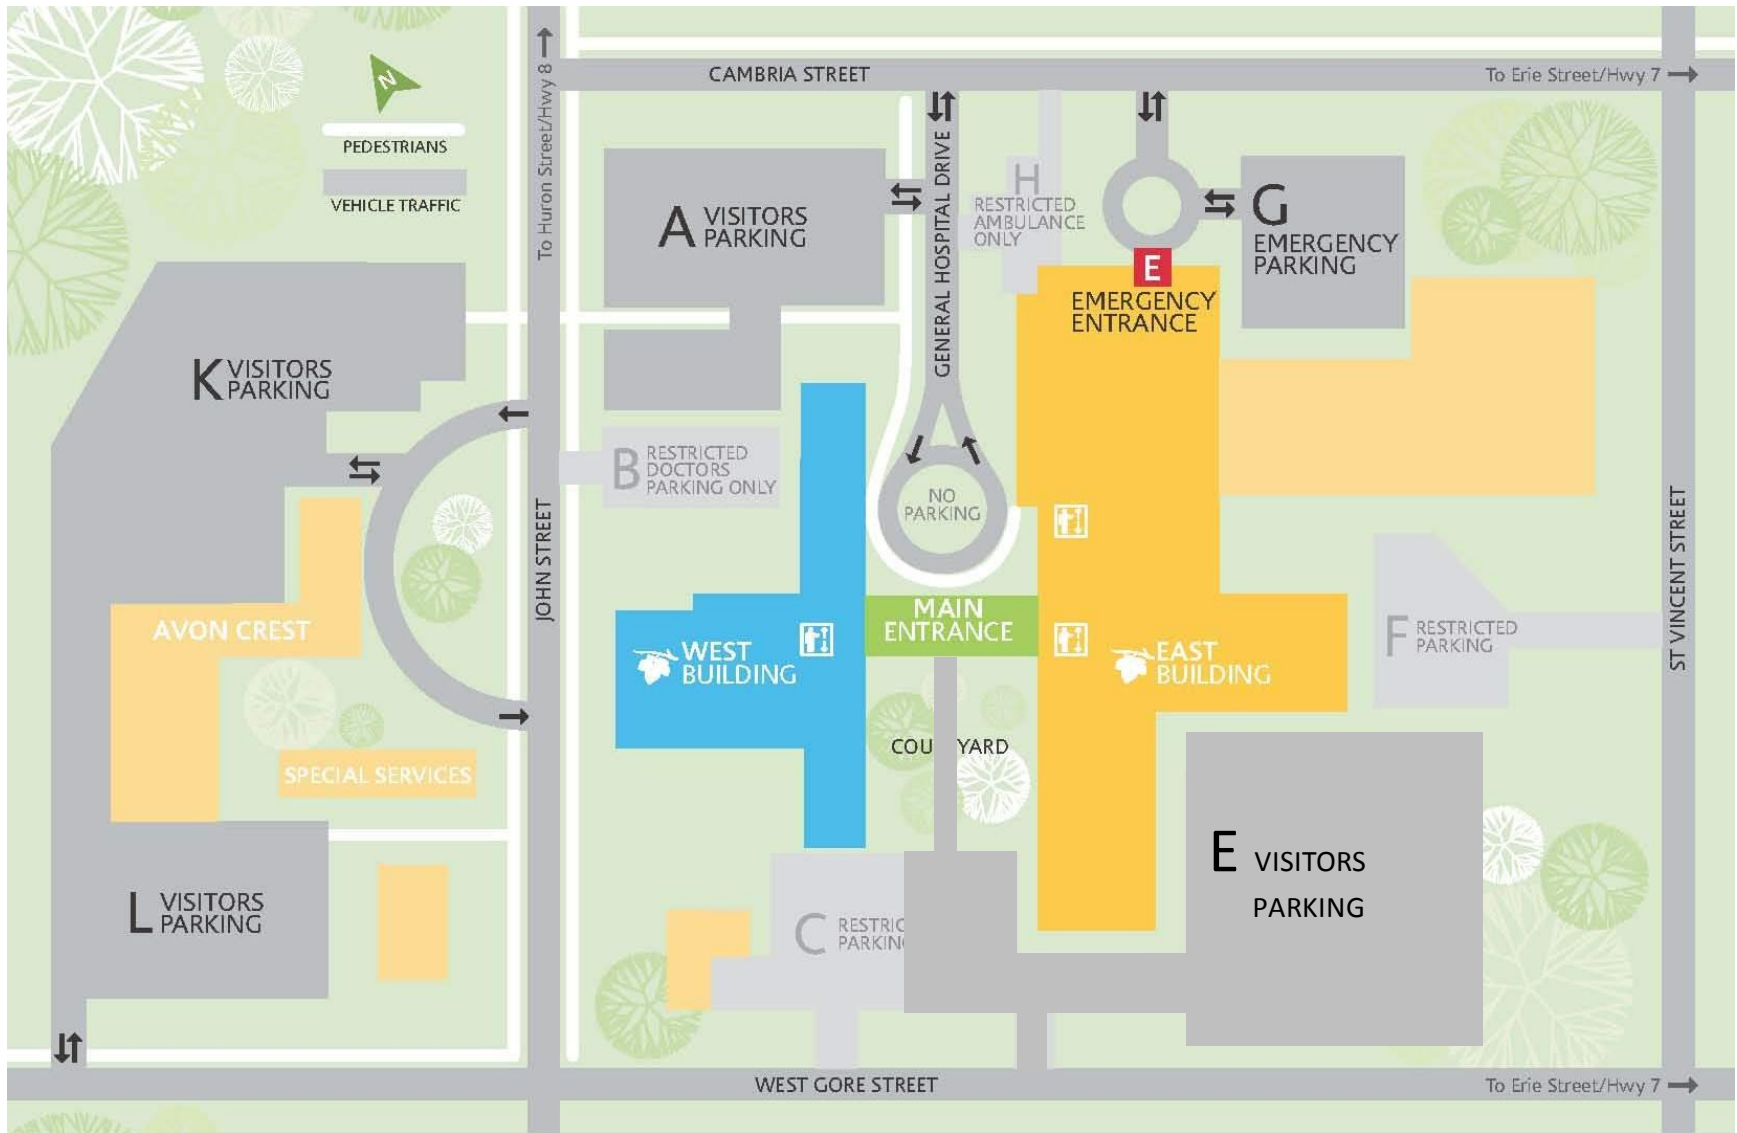 N
PEDESTRIANS
VEHICLE TRAFFIC
To Huron Street/Hwy 8
CAMBRIA STREET
To Erie Street/Hwy 7
A VISITORS
PARKING
GENERAL HOSPITAL DRIVE
H
RESTRICTED
AMBULANCE
ONLY
G
EMERGENCY
PARKING
E
EMERGENCY
ENTRANCE
K VISITORS
PARKING
B RESTRICTED
DOCTORS
PARKING ONLY
NO
PARKING
JOHN STREET
ST VINCENT STREET
AVON CREST
MAIN
ENTRANCE
WEST
BUILDING
EAST
BUILDING
F RESTRICTED
PARKING
COU YARD
SPECIAL SERVICES
E VISITORS
PARKING
L VISITORS
PARKING
C RESTRIC
PARKIN
WEST GORE STREET
To Erie Street/Hwy 7